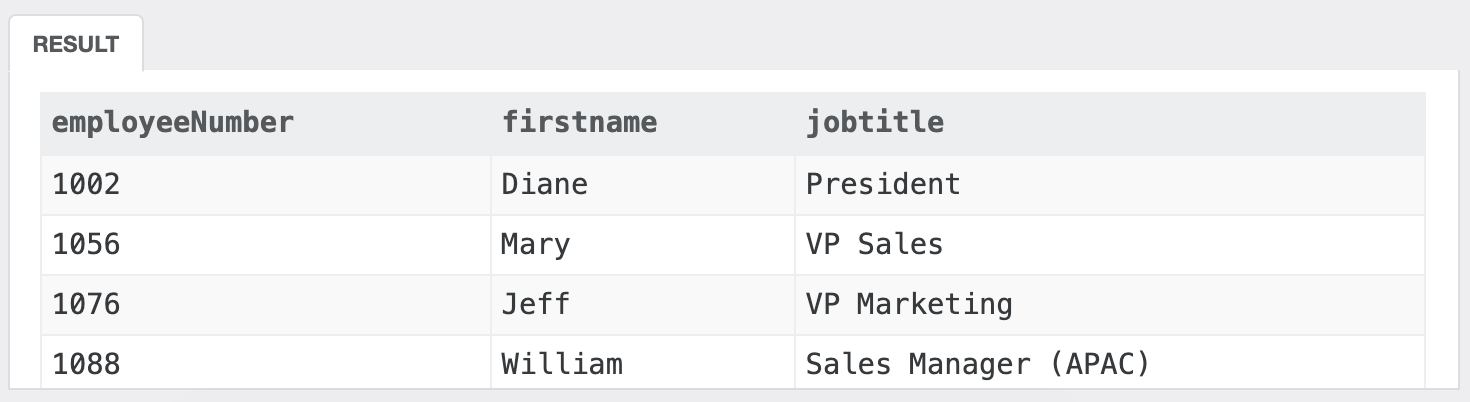 RESULT
employeeNumber firstname jobtitle
1002 Diane President
1056 Mary VP Sales
1076 Jeff VP Marketing
1088 William Sales Manager (APAC)